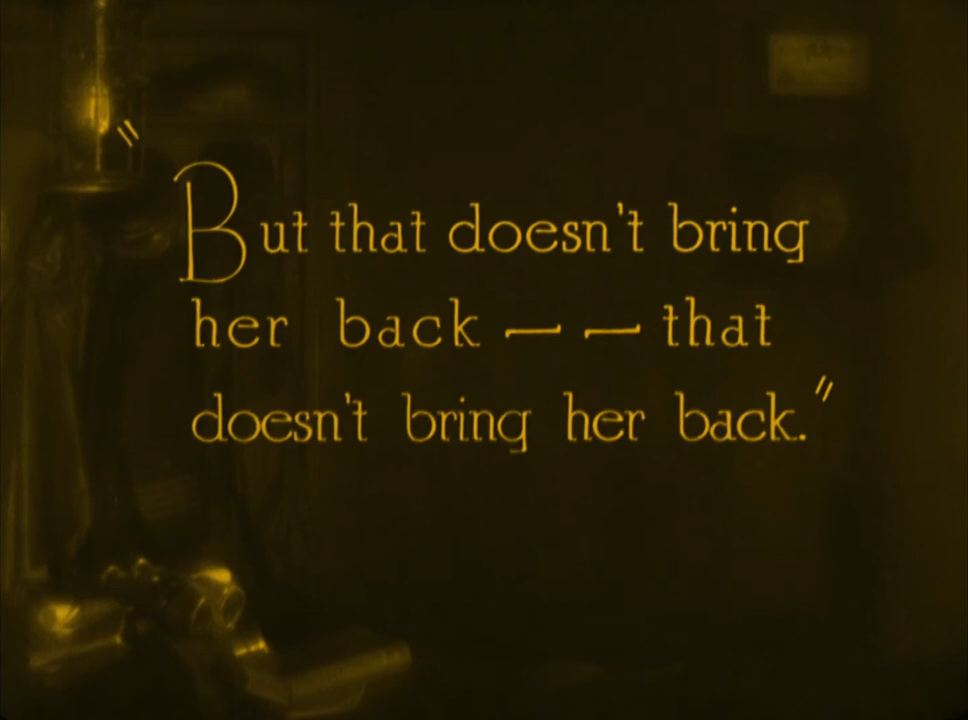 "But that doesn't bring
her back — — that
doesn't bring her back."